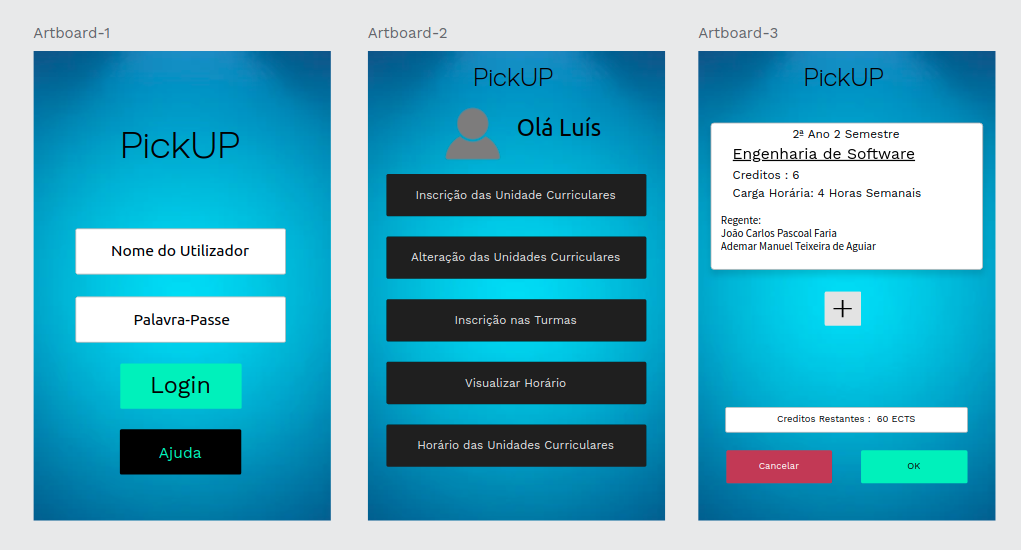 Artboard-1
PickUP
Nome do Utilizador
Palavra-Passe
Login
Ajuda
Artboard-2
PickUP
Olá Luís
Inscrição das Unidade Curriculares
Alteração das Unidades Curriculares
Inscrição nas Turmas
Visualizar Horário
Horário das Unidades Curriculares
Artboard-3
PickUP
2ª Ano 2 Semestre
Engenharia de Software
Creditos : 6
Carga Horária: 4 Horas Semanais
Regente:
João Carlos Pascoal Faria
Ademar Manuel Teixeira de Aguiar
+
Creditos Restantes : 60 ECTS
Cancelar
OK